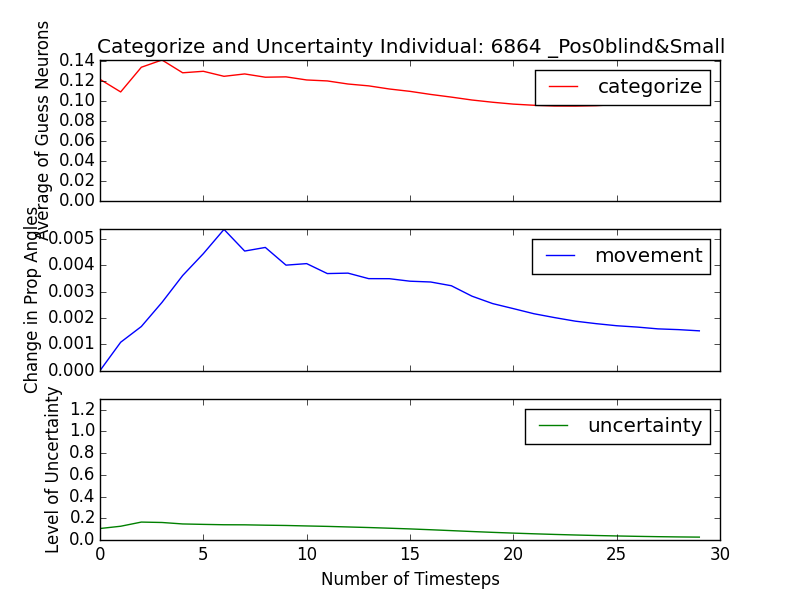 Categorize and Uncertainty Individual: 6864 _Pos0blind&Small
Average of Guess Neurons
0.14
0.12
0.10
0.08
0.06
0.04
0.02
0.00
categorize
Change in Prop Angles
0.005
0.004
0.003
0.002
0.001
0.000
movement
Level of Uncertainty
1.2
1.0
0.8
0.6
0.4
0.2
0.0
uncertainty
0 5 10 15 20 25 30
Number of Timesteps